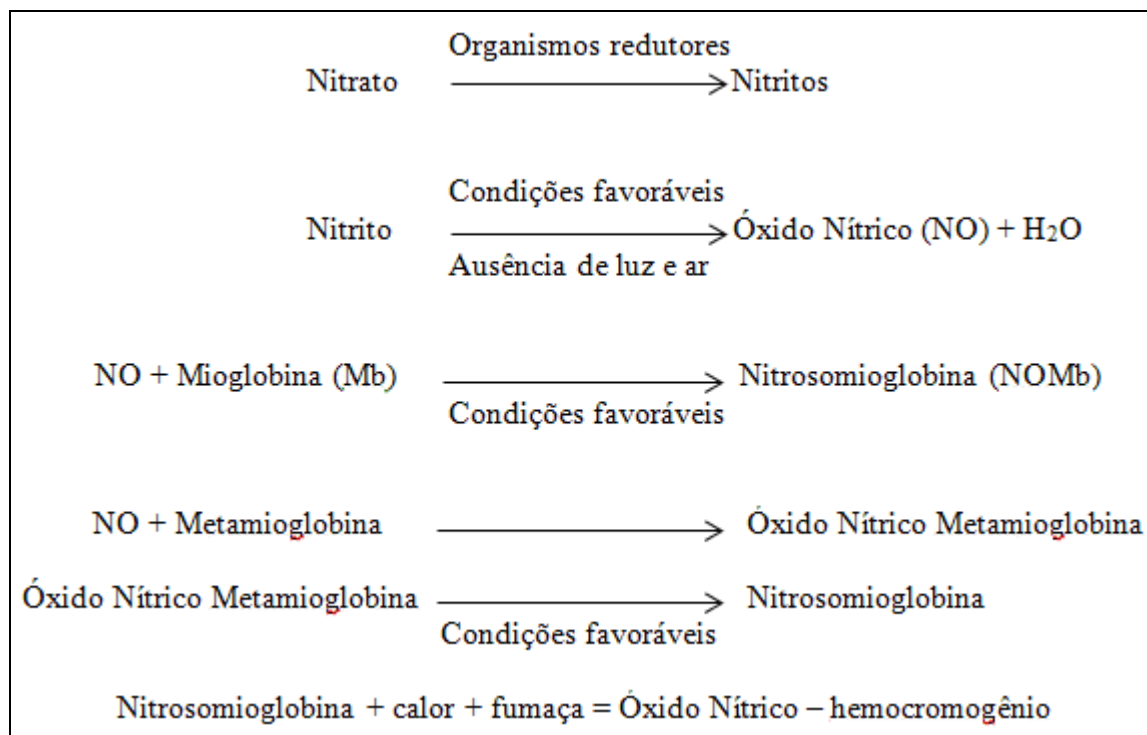 Organismos redutores
Nitrato → Nitritos
Condições favoráveis
Nitrito → Óxido Nítrico (NO) + H₂O
Ausência de luz e ar
NO + Mioglobina (Mb) → Nitrosomioglobina (NOMb)
Condições favoráveis
NO + Metamioglobina → Óxido Nítrico Metamioglobina
Óxido Nítrico Metamioglobina → Nitrosomioglobina
Condições favoráveis
Nitrosomioglobina + calor + fumaça = Óxido Nítrico – hemocromogênio